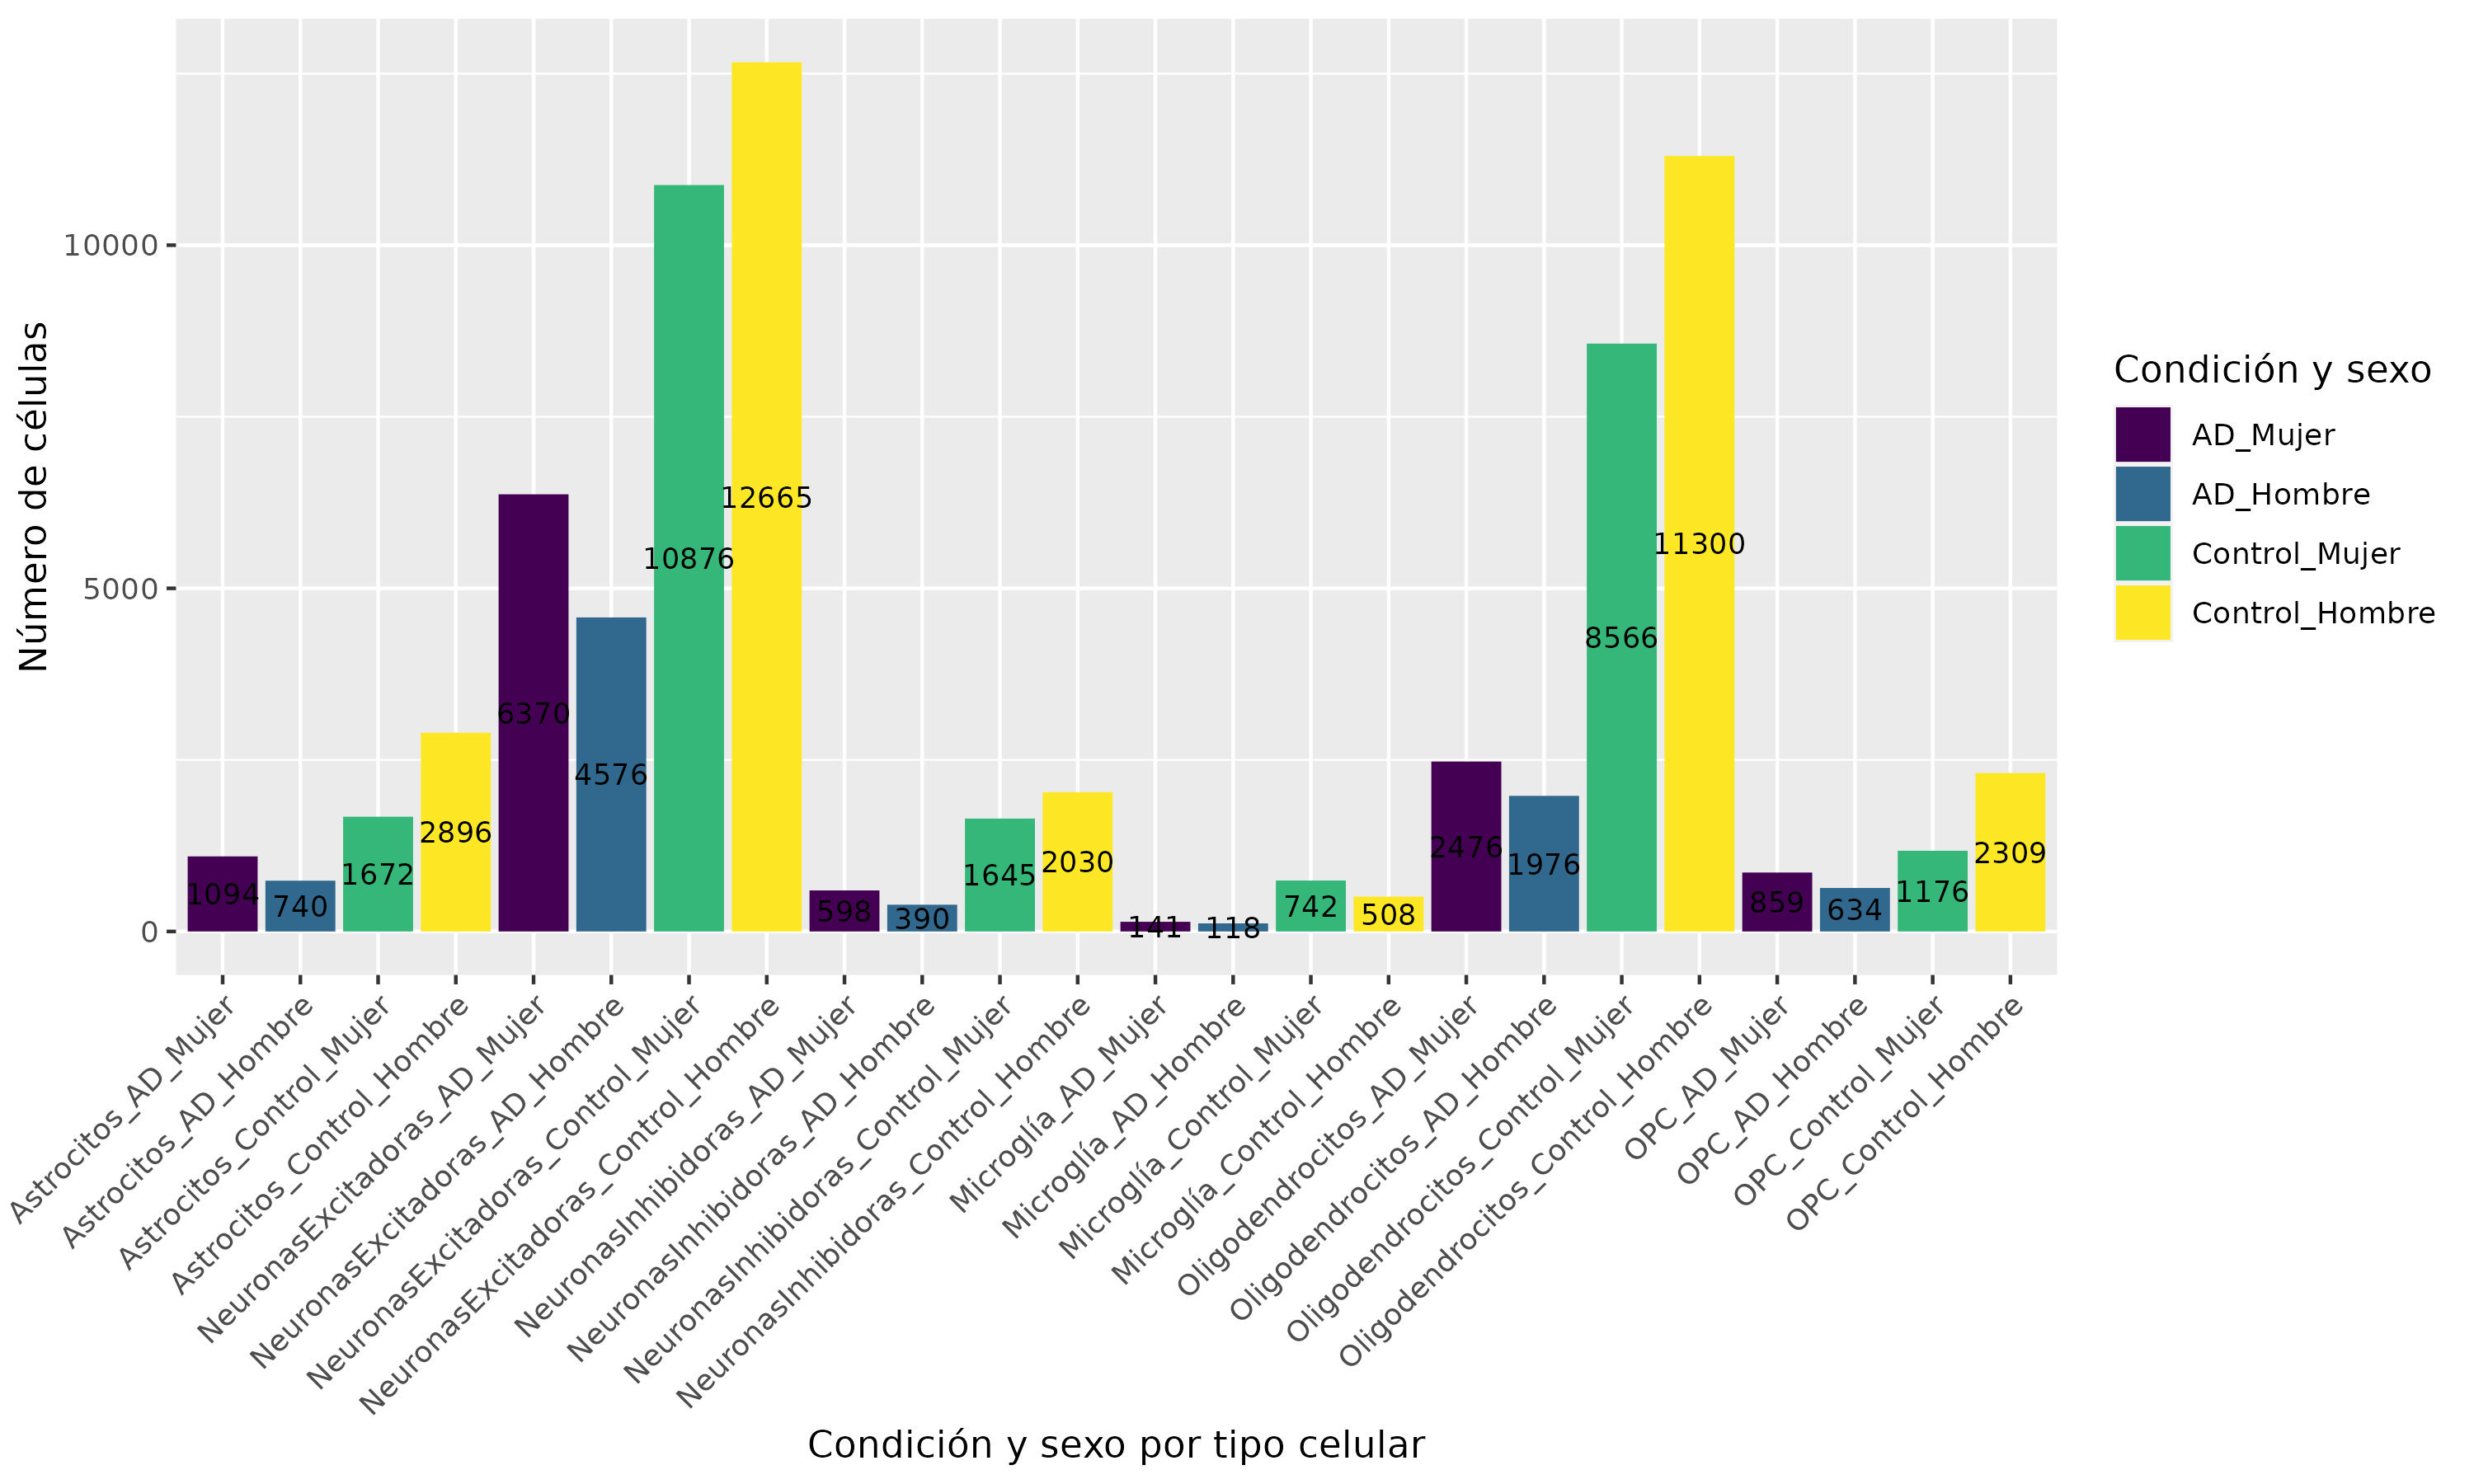 Número de células
10000
5000
0
1094
740
1672
2896
6370
4576
10876
12665
598
390
1645
2030
141
118
742
508
2476
1976
8566
11300
859
634
1176
2309
Astrocitos_AD_Mujer
Astrocitos_AD_Hombre
Astrocitos_Control_Mujer
Astrocitos_Control_Hombre
NeuronasExcitadoras_AD_Mujer
NeuronasExcitadoras_AD_Hombre
NeuronasExcitadoras_Control_Mujer
NeuronasExcitadoras_Control_Hombre
NeuronasInhibidoras_AD_Mujer
NeuronasInhibidoras_AD_Hombre
NeuronasInhibidoras_Control_Mujer
NeuronasInhibidoras_Control_Hombre
Microglía_AD_Mujer
Microglía_AD_Hombre
Microglía_Control_Mujer
Microglía_Control_Hombre
Oligodendrocitos_AD_Mujer
Oligodendrocitos_AD_Hombre
Oligodendrocitos_Control_Mujer
Oligodendrocitos_Control_Hombre
OPC_AD_Mujer
OPC_AD_Hombre
OPC_Control_Mujer
OPC_Control_Hombre
Condición y sexo por tipo celular
Condición y sexo
AD_Mujer
AD_Hombre
Control_Mujer
Control_Hombre